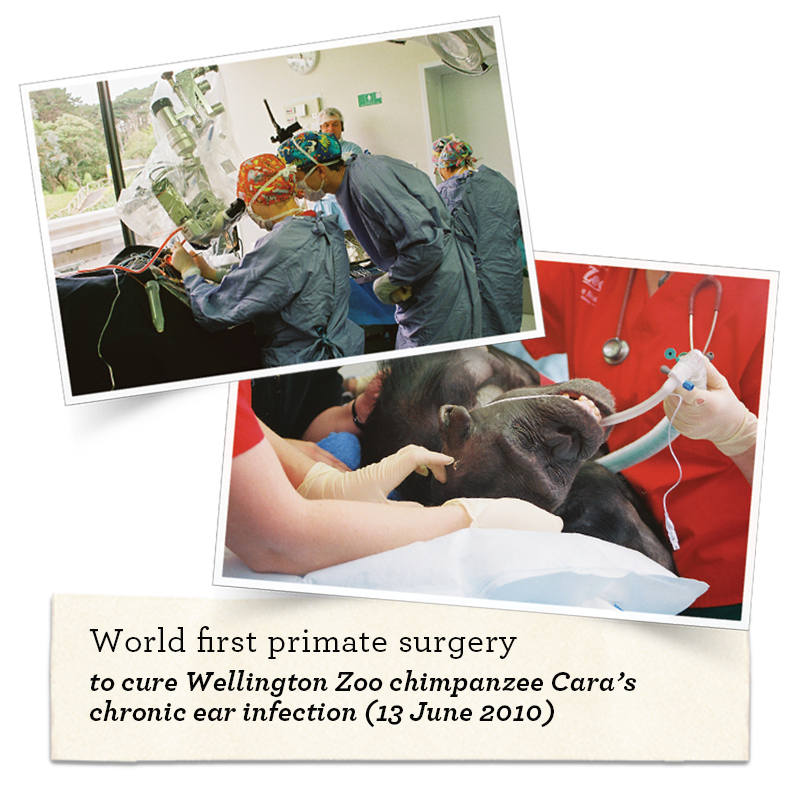 World first primate surgery
to cure Wellington Zoo chimpanzee Cara's
chronic ear infection (13 June 2010)